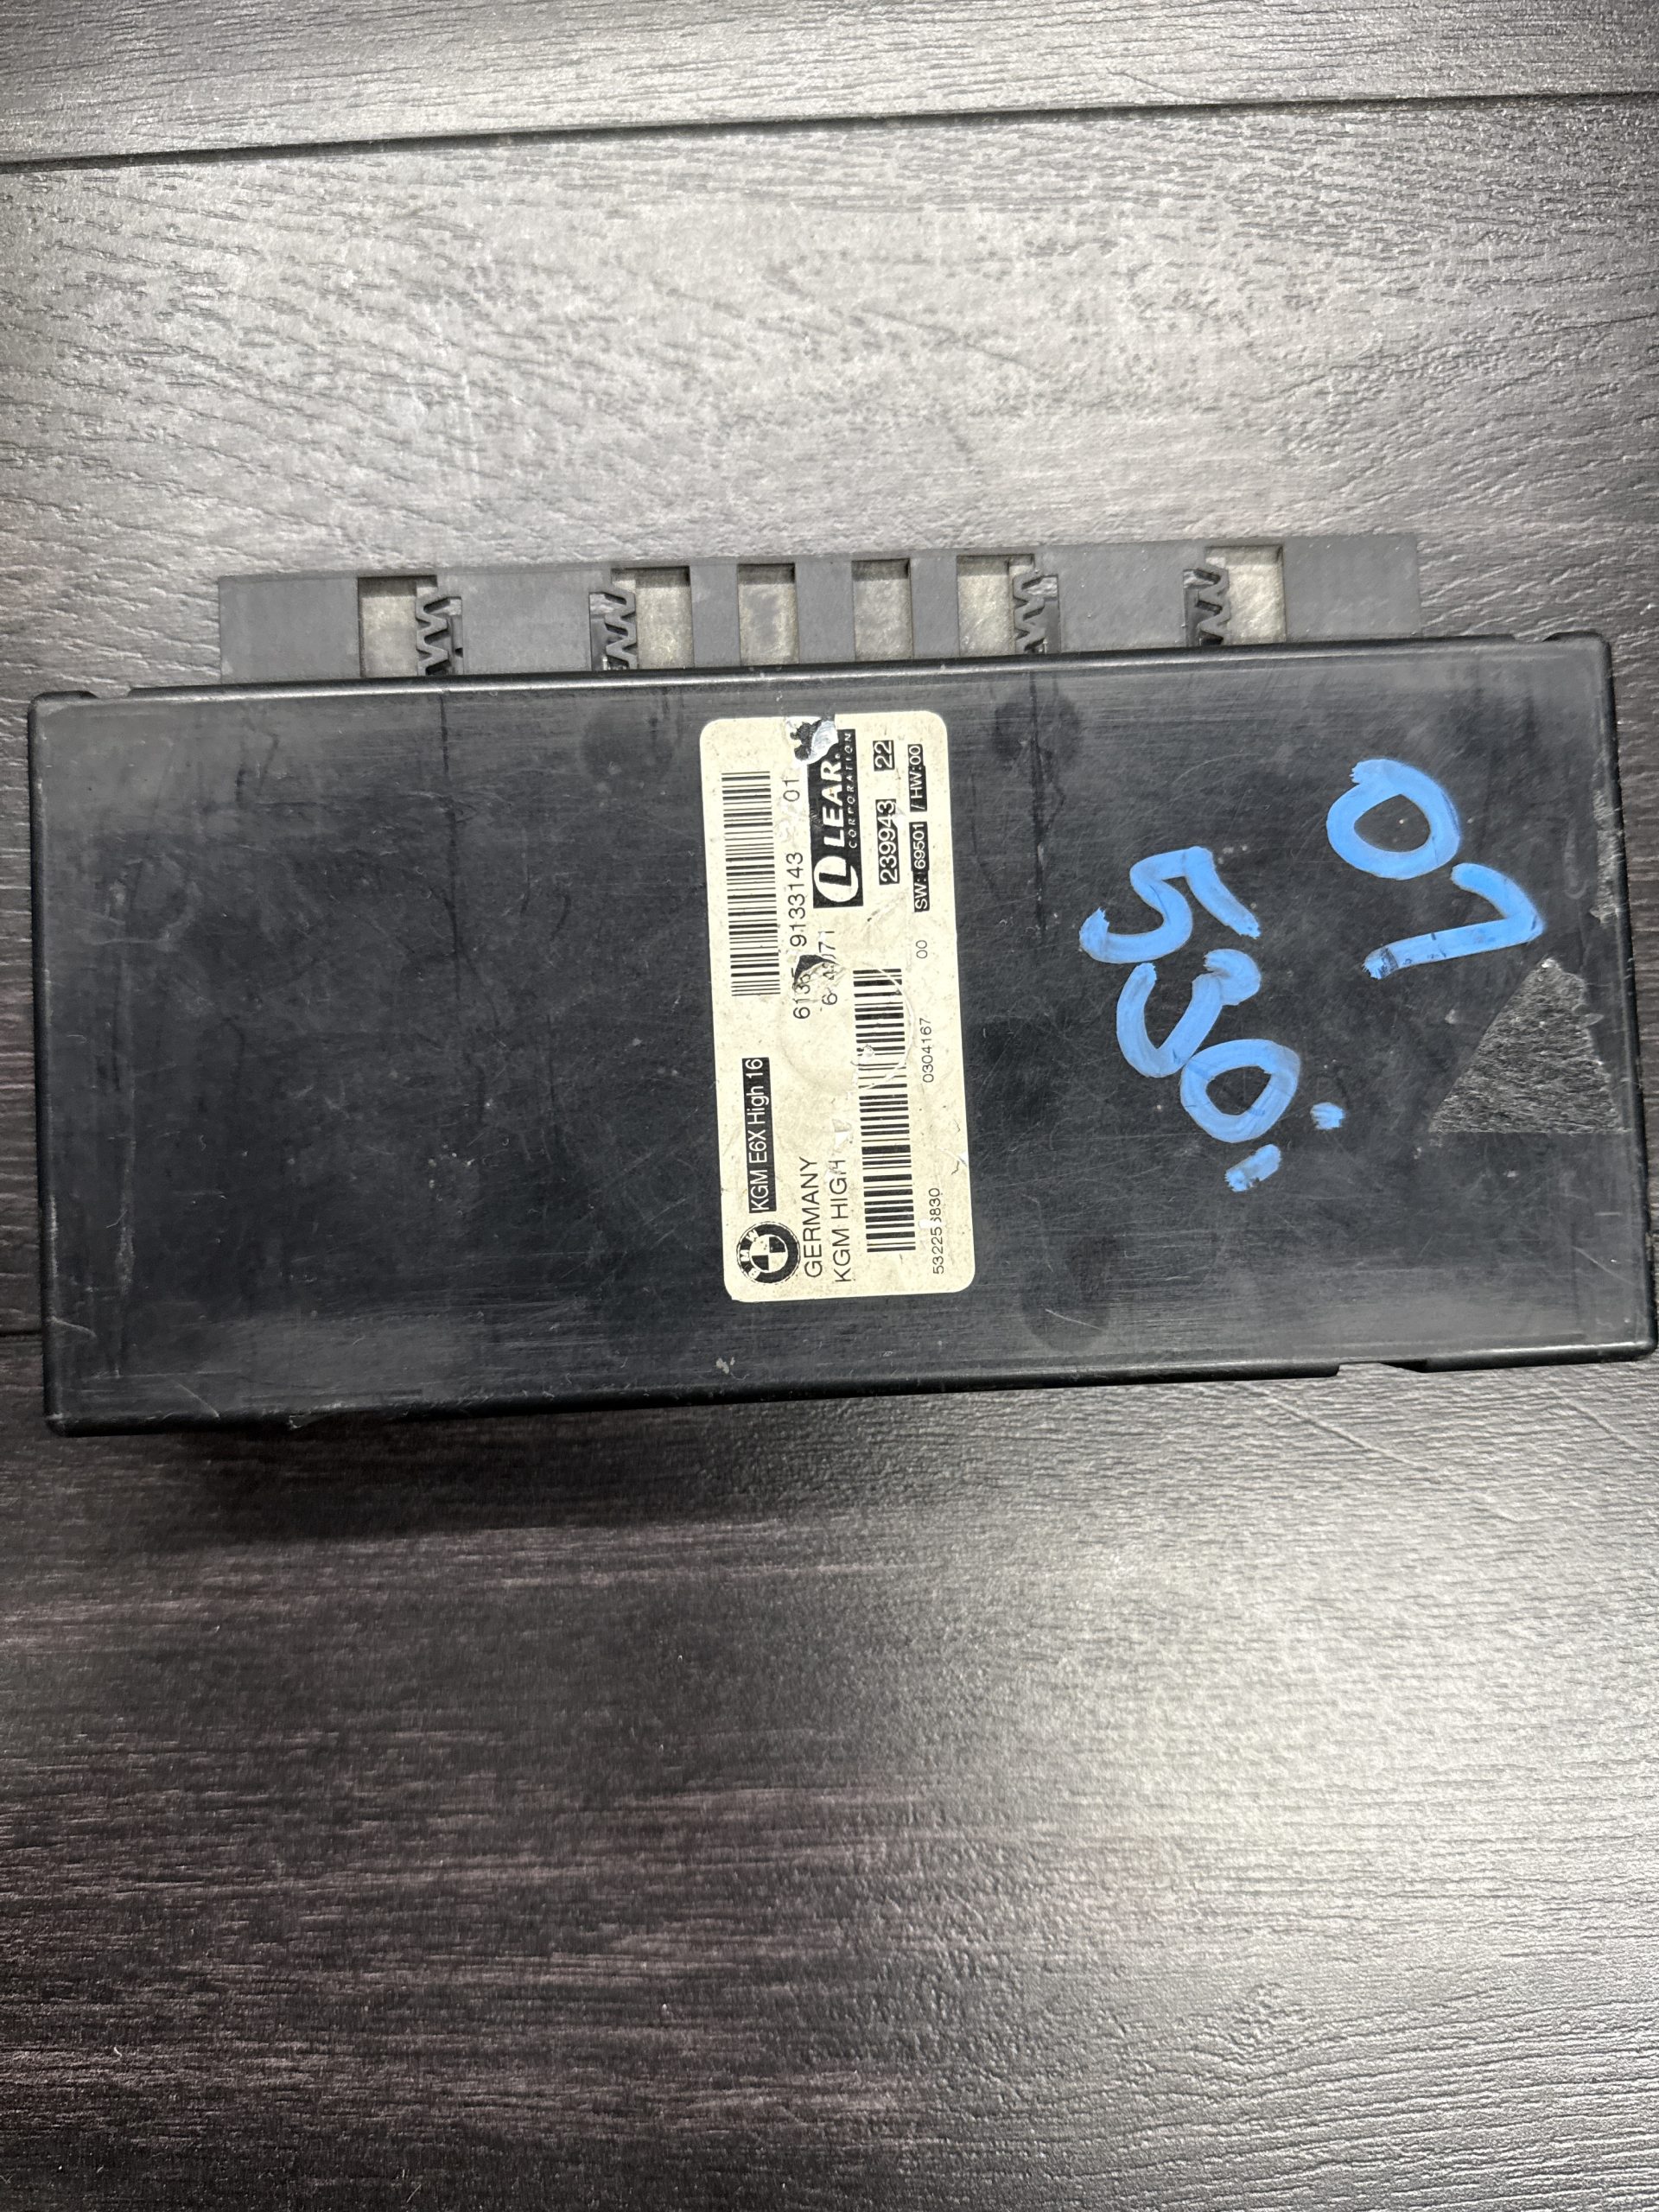 KGM E6X High 16
GERMANY
6135 9133143 01
KGM HIGH
LEAR
CORPORATION
239943 22
SW: 69501 / HW:00
0304167 00
07
530i